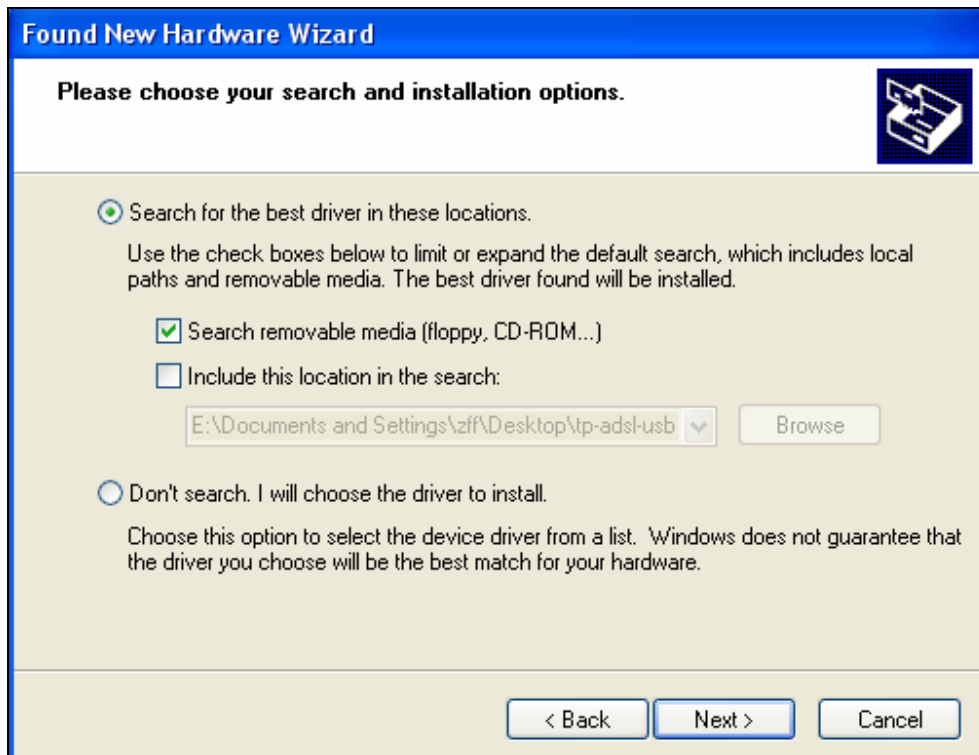 Found New Hardware Wizard
Please choose your search and installation options.
Search for the best driver in these locations.
Use the check boxes below to limit or expand the default search, which includes local
paths and removable media. The best driver found will be installed.
Search removable media (floppy, CD-ROM...)
Include this location in the search:
E:\Documents and Settings\zff\Desktop\tp-adsl-usb
Browse
Don't search. I will choose the driver to install.
Choose this option to select the device driver from a list.  Windows does not guarantee that
the driver you choose will be the best match for your hardware.
< Back
Next >
Cancel